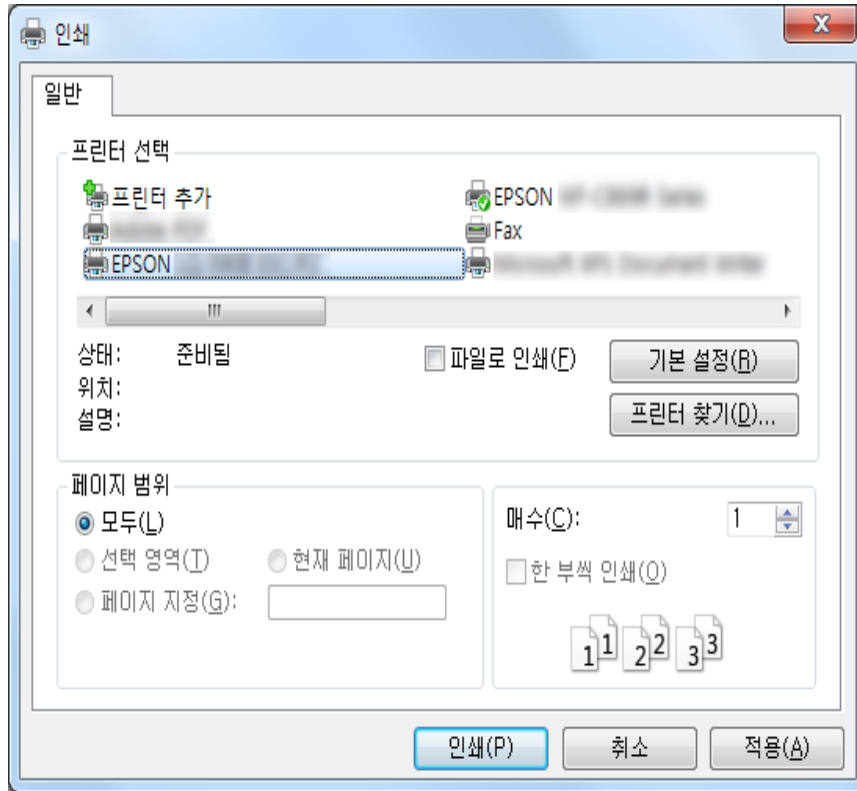 인쇄
일반
프린터 선택
프린터 추가
EPSON
Fax
EPSON
상태: 준비됨
파일로 인쇄(F)
기본 설정(R)
위치:
설명:
프린터 찾기(D)...
페이지 범위
모두(L)
선택 영역(T)
현재 페이지(U)
페이지 지정(G):
매수(C):
1
한 부씩 인쇄(O)
1 1 2 2 3 3
인쇄(P)
취소
적용(A)